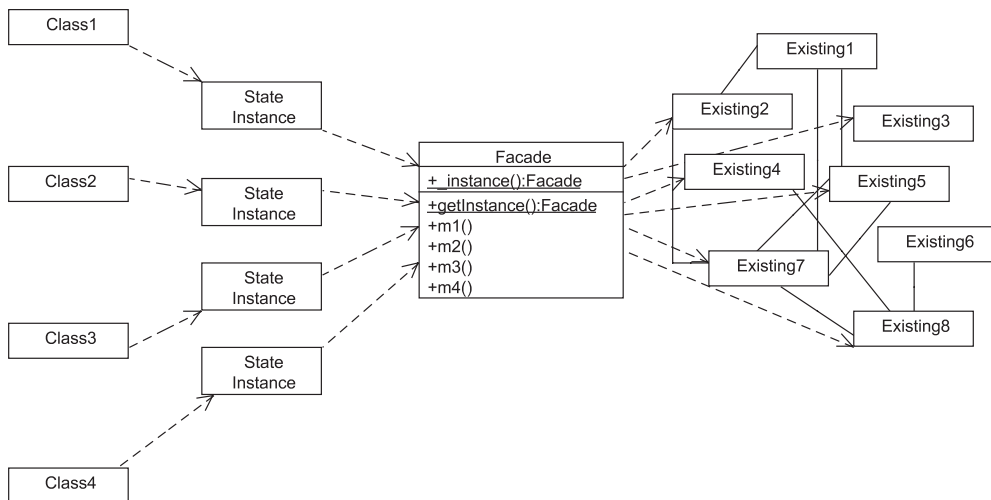 Class1
State
Instance
Class2
State
Instance
Class3
State
Instance
Class4
State
Instance
Facade
+_instance():Facade
+getInstance():Facade
+m1()
+m2()
+m3()
+m4()
Existing1
Existing2
Existing3
Existing4
Existing5
Existing6
Existing7
Existing8